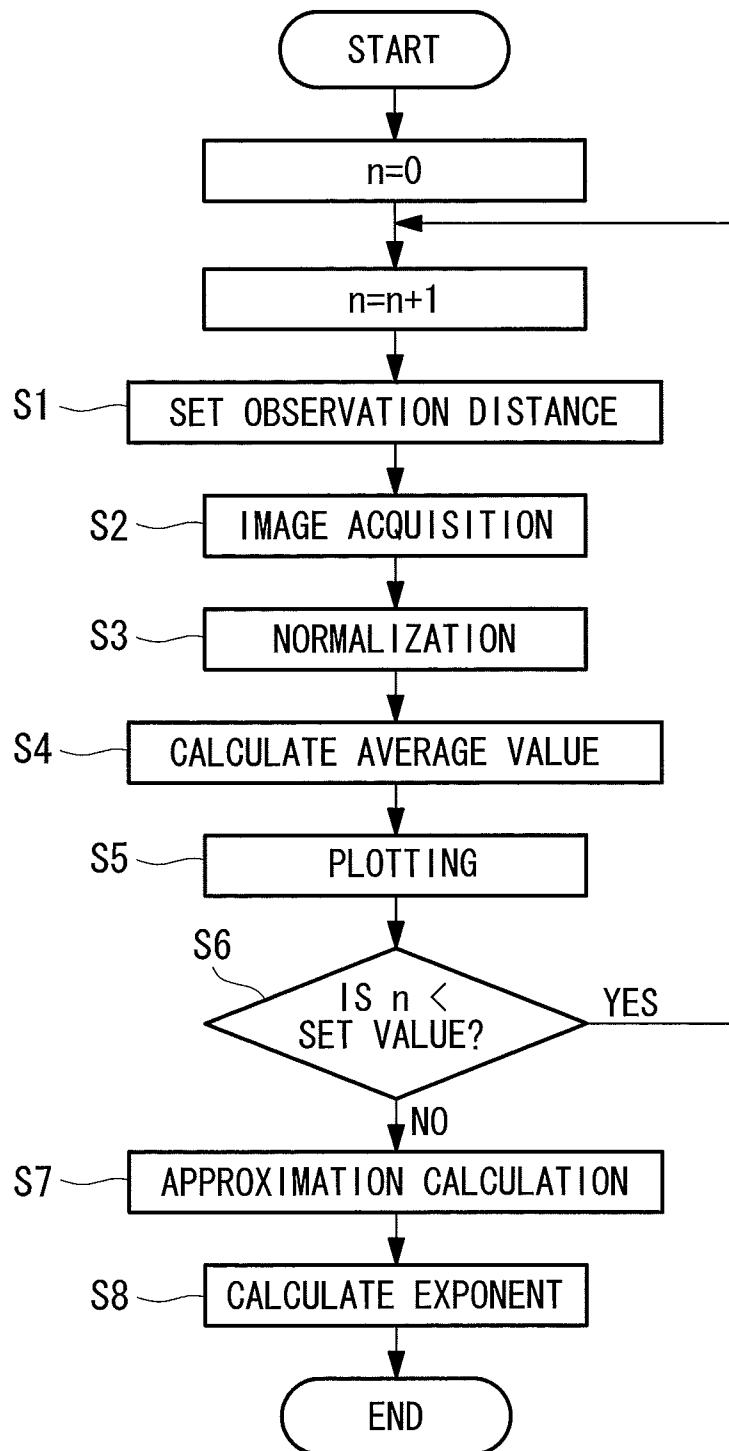 START
n=0
n=n+1
S1 SET OBSERVATION DISTANCE
S2 IMAGE ACQUISITION
S3 NORMALIZATION
S4 CALCULATE AVERAGE VALUE
S5 PLOTTING
S6
IS n <
SET VALUE?
YES
NO
S7 APPROXIMATION CALCULATION
S8 CALCULATE EXPONENT
END